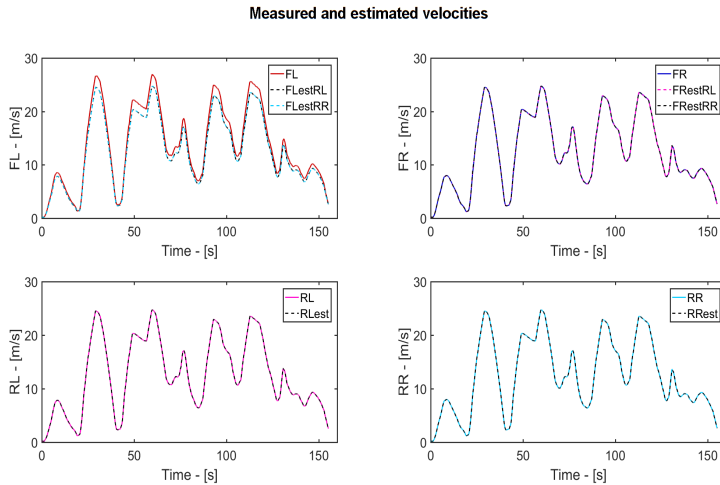 Measured and estimated velocities
FL - [m/s]
30
20
10
0
FL
FLestRL
FLestRR
0 50 100 150
Time - [s]
FR - [m/s]
30
20
10
0
FR
FRestRL
FRestRR
0 50 100 150
Time - [s]
RL - [m/s]
30
20
10
0
RL
RLest
0 50 100 150
Time - [s]
RR - [m/s]
30
20
10
0
RR
RRest
0 50 100 150
Time - [s]